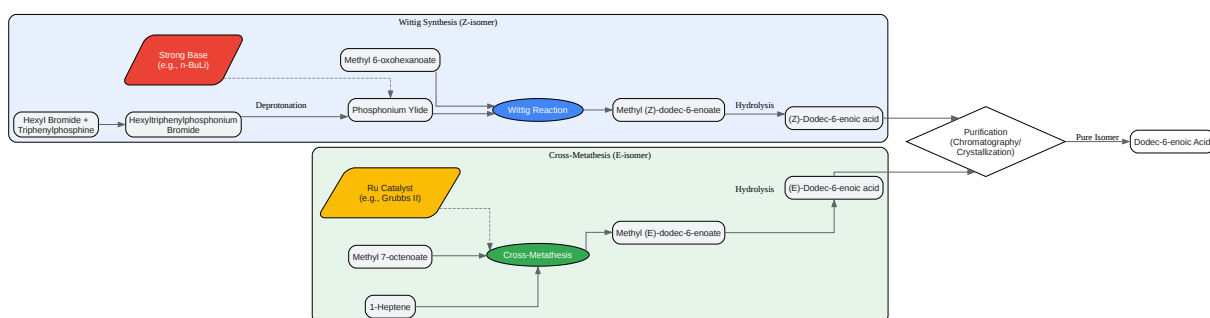 Wittig Synthesis (Z-isomer)
Strong Base
(e.g., n-BuLi)
Methyl 6-oxohexanoate
Hexyl Bromide +
Triphenylphosphine
Hexyltriphenylphosphonium
Bromide
Deprotonation
Phosphonium Ylide
Wittig Reaction
Methyl (Z)-dodec-6-enoate
Hydrolysis
(Z)-Dodec-6-enoic acid
Purification
(Chromatography/
Crystallization)
Pure Isomer
Dodec-6-enoic Acid
Cross-Metathesis (E-isomer)
Ru Catalyst
(e.g., Grubbs II)
Methyl 7-octenoate
1-Heptene
Cross-Metathesis
Methyl (E)-dodec-6-enoate
Hydrolysis
(E)-Dodec-6-enoic acid